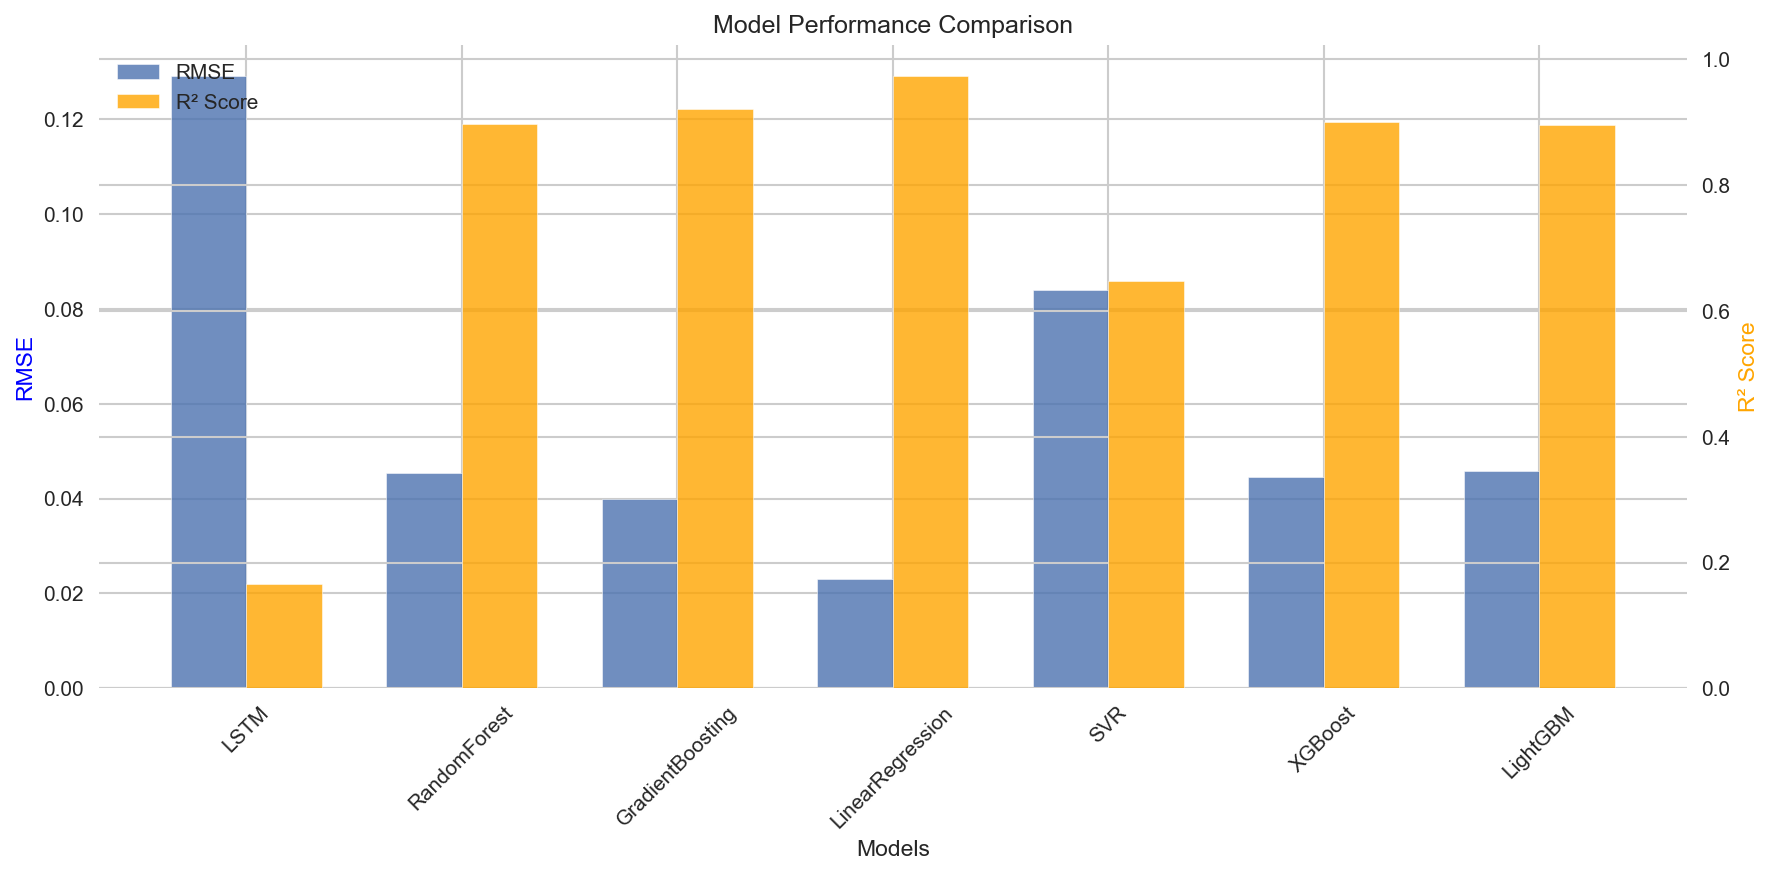 Model Performance Comparison
RMSE
R² Score
0.12
0.10
0.08
0.06
0.04
0.02
0.00
RMSE
1.0
0.8
0.6
0.4
0.2
0.0
R² Score
LSTM
RandomForest
GradientBoosting
LinearRegression
SVR
XGBoost
LightGBM
Models